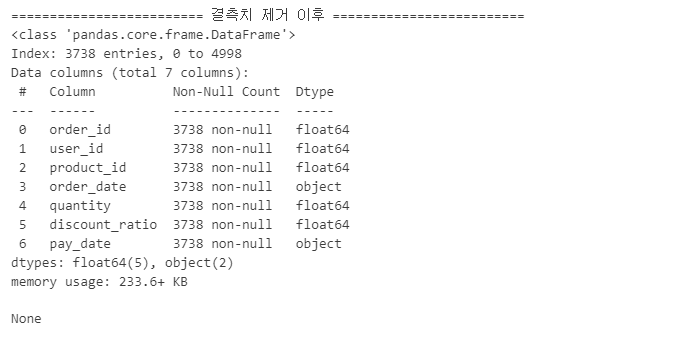 ========================= 결측치 제거 이후 =========================
<class 'pandas.core.frame.DataFrame'>
Index: 3738 entries, 0 to 4998
Data columns (total 7 columns):
 #   Column          Non-Null Count  Dtype
---  ------          --------------  -----
 0   order_id        3738 non-null   float64
 1   user_id         3738 non-null   float64
 2   product_id      3738 non-null   float64
 3   order_date      3738 non-null   object
 4   quantity        3738 non-null   float64
 5   discount_ratio  3738 non-null   float64
 6   pay_date        3738 non-null   object
dtypes: float64(5), object(2)
memory usage: 233.6+ KB
None